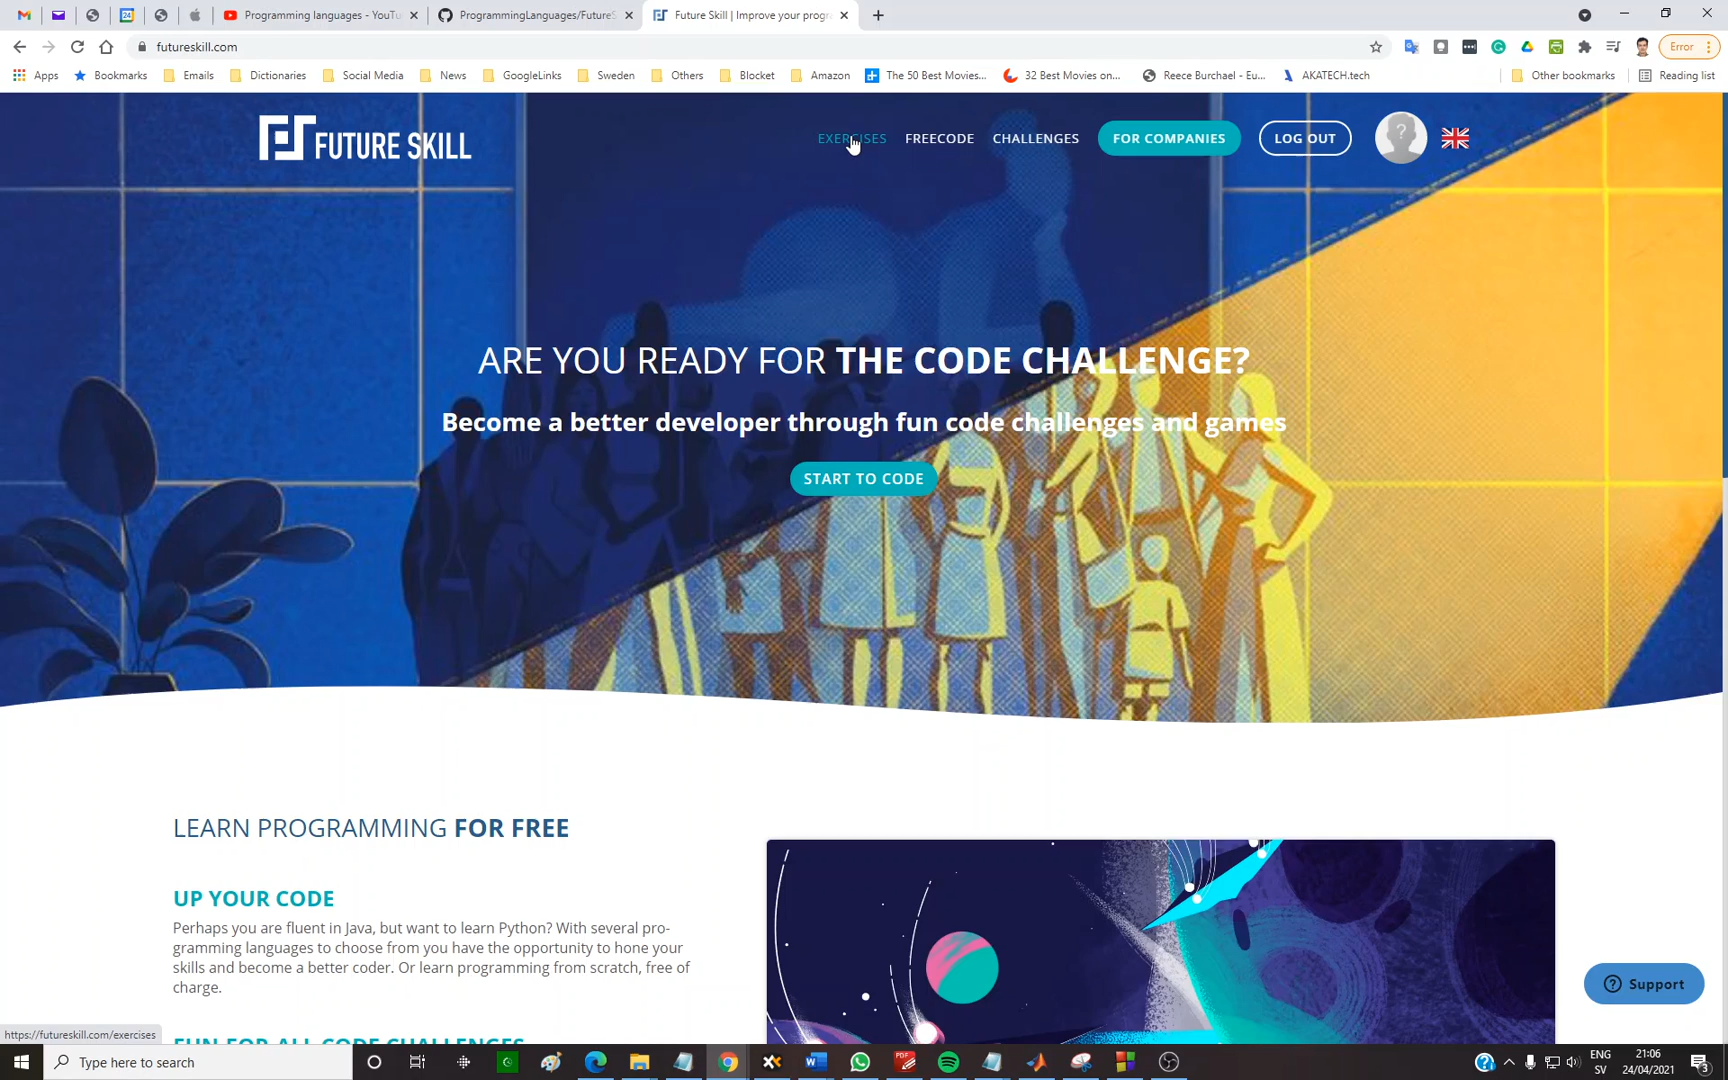 Programming languages - YouTu
ProgrammingLanguages/FutureS
Future Skill | Improve your progr
futureskill.com
Error
Apps
Bookmarks
Emails
Dictionaries
Social Media
News
GoogleLinks
Sweden
Others
Blocket
Amazon
The 50 Best Movies...
32 Best Movies on...
Reece Burchael - Eu...
AKATECH.tech
Other bookmarks
Reading list
FUTURE SKILL
EXERCISES
FREECODE
CHALLENGES
FOR COMPANIES
LOG OUT
ARE YOU READY FOR THE CODE CHALLENGE?
Become a better developer through fun code challenges and games
START TO CODE
LEARN PROGRAMMING FOR FREE
UP YOUR CODE
Perhaps you are fluent in Java, but want to learn Python? With several pro-
gramming languages to choose from you have the opportunity to hone your
skills and become a better coder. Or learn programming from scratch, free of
charge.
FUN FOR ALL CODE CHALLENGES
Support
https://futureskill.com/exercises
Type here to search
ENG
SV
21:06
24/04/2021
3